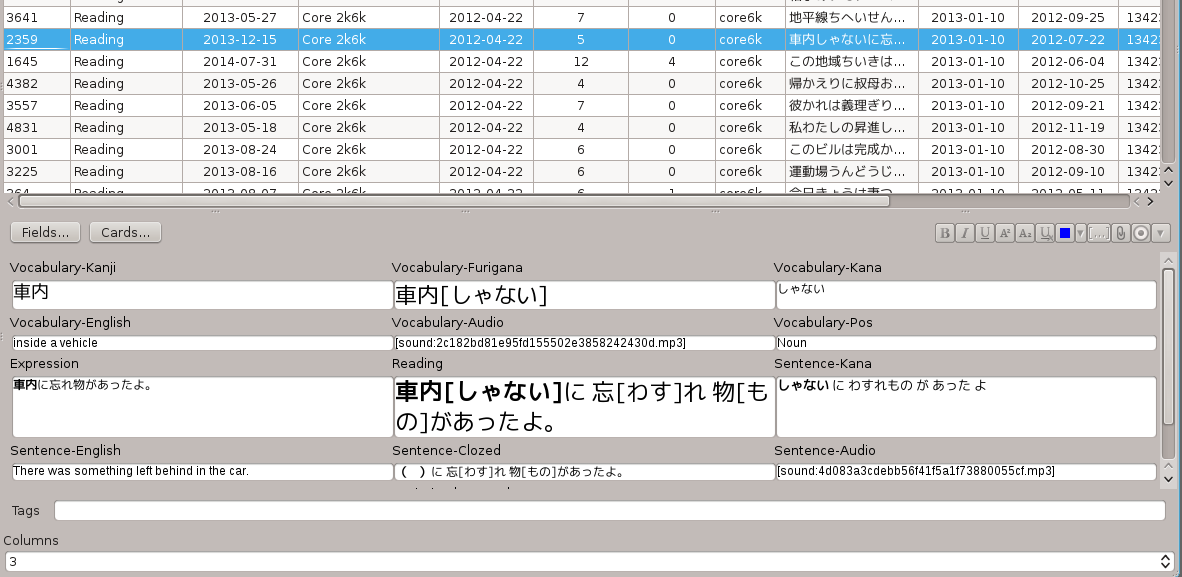 3641 Reading 2013-05-27 Core 2k6k 2012-04-22 7 0 core6k 地平線ちへいせん... 2013-01-10 2012-09-25 1342
2359 Reading 2013-12-15 Core 2k6k 2012-04-22 5 0 core6k 車内しゃないに忘... 2013-01-10 2012-07-22 1342
1645 Reading 2014-07-31 Core 2k6k 2012-04-22 12 4 core6k この地域ちいきは... 2013-01-10 2012-06-04 1342
4382 Reading 2013-05-26 Core 2k6k 2012-04-22 4 0 core6k 帰かえりに叔母お... 2013-01-10 2012-10-25 1342
3557 Reading 2013-06-05 Core 2k6k 2012-04-22 7 0 core6k 彼かれは義理ぎり... 2013-01-10 2012-09-21 1342
4831 Reading 2013-05-18 Core 2k6k 2012-04-22 4 0 core6k 私わたしの昇進し... 2013-01-10 2012-11-19 1342
3001 Reading 2013-08-24 Core 2k6k 2012-04-22 6 0 core6k このビルは完成か... 2013-01-10 2012-08-30 1342
3225 Reading 2013-08-16 Core 2k6k 2012-04-22 6 0 core6k 運動場うんどうじ... 2013-01-10 2012-09-10 1342
Fields... Cards... B I U A² A₂ U [...]
Vocabulary-Kanji Vocabulary-Furigana Vocabulary-Kana
車内 車内[しゃない] しゃない
Vocabulary-English Vocabulary-Audio Vocabulary-Pos
inside a vehicle [sound:2c182bd81e95fd155502e3858242430d.mp3] Noun
Expression Reading Sentence-Kana
車内に忘れ物があったよ。 車内[しゃない]に 忘[わす]れ 物[も しゃない に わすれもの が あった よ
の]があったよ。
Sentence-English Sentence-Clozed Sentence-Audio
There was something left behind in the car. （　）に 忘[わす]れ 物[もの]があったよ。 [sound:4d083a3cdebb56f41f5a1f73880055cf.mp3]
Tags
Columns
3